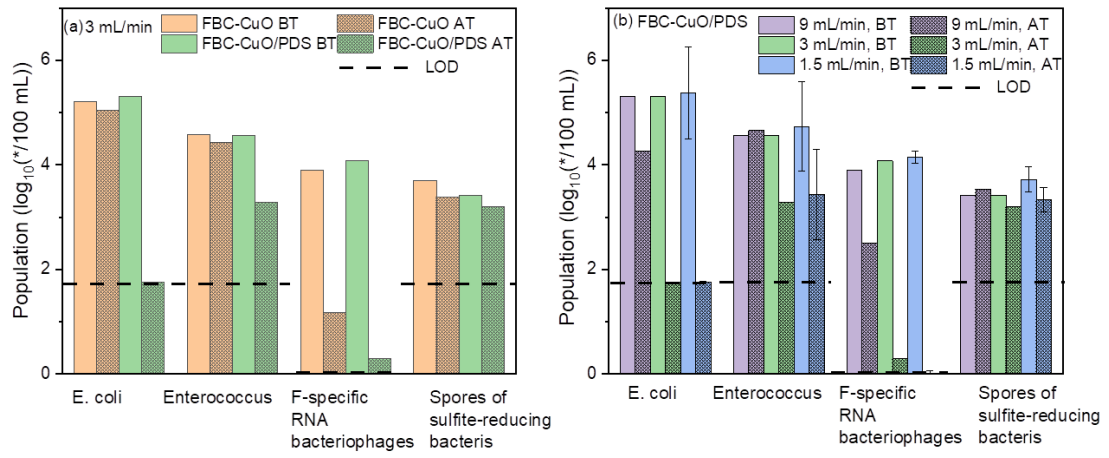 (a) 3 mL/min
FBC-CuO BT
FBC-CuO AT
FBC-CuO/PDS BT
FBC-CuO/PDS AT
LOD
Population (log10(*/100 mL))
6
4
2
0
E. coli
Enterococcus
F-specific
RNA
bacteriophages
Spores of
sulfite-reducing
bacteris
(b) FBC-CuO/PDS
9 mL/min, BT
9 mL/min, AT
3 mL/min, BT
3 mL/min, AT
1.5 mL/min, BT
1.5 mL/min, AT
LOD
Population (log10(*/100 mL))
6
4
2
0
E. coli
Enterococcus
F-specific
RNA
bacteriophages
Spores of
sulfite-reducing
bacteris